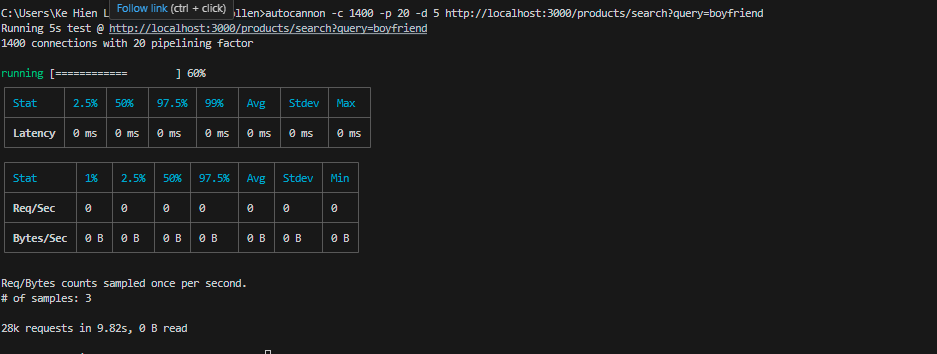 Follow link (ctrl + click)
C:\Users\Ke Hien L ollen>autocannon -c 1400 -p 20 -d 5 http://localhost:3000/products/search?query=boyfriend
Running 5s test @ http://localhost:3000/products/search?query=boyfriend
1400 connections with 20 pipelining factor
running [============        ] 60%
Stat 2.5% 50% 97.5% 99% Avg Stdev Max
Latency 0 ms 0 ms 0 ms 0 ms 0 ms 0 ms 0 ms
Stat 1% 2.5% 50% 97.5% Avg Stdev Min
Req/Sec 0 0 0 0 0 0 0
Bytes/Sec 0 B 0 B 0 B 0 B 0 B 0 B 0 B
Req/Bytes counts sampled once per second.
# of samples: 3
28k requests in 9.82s, 0 B read